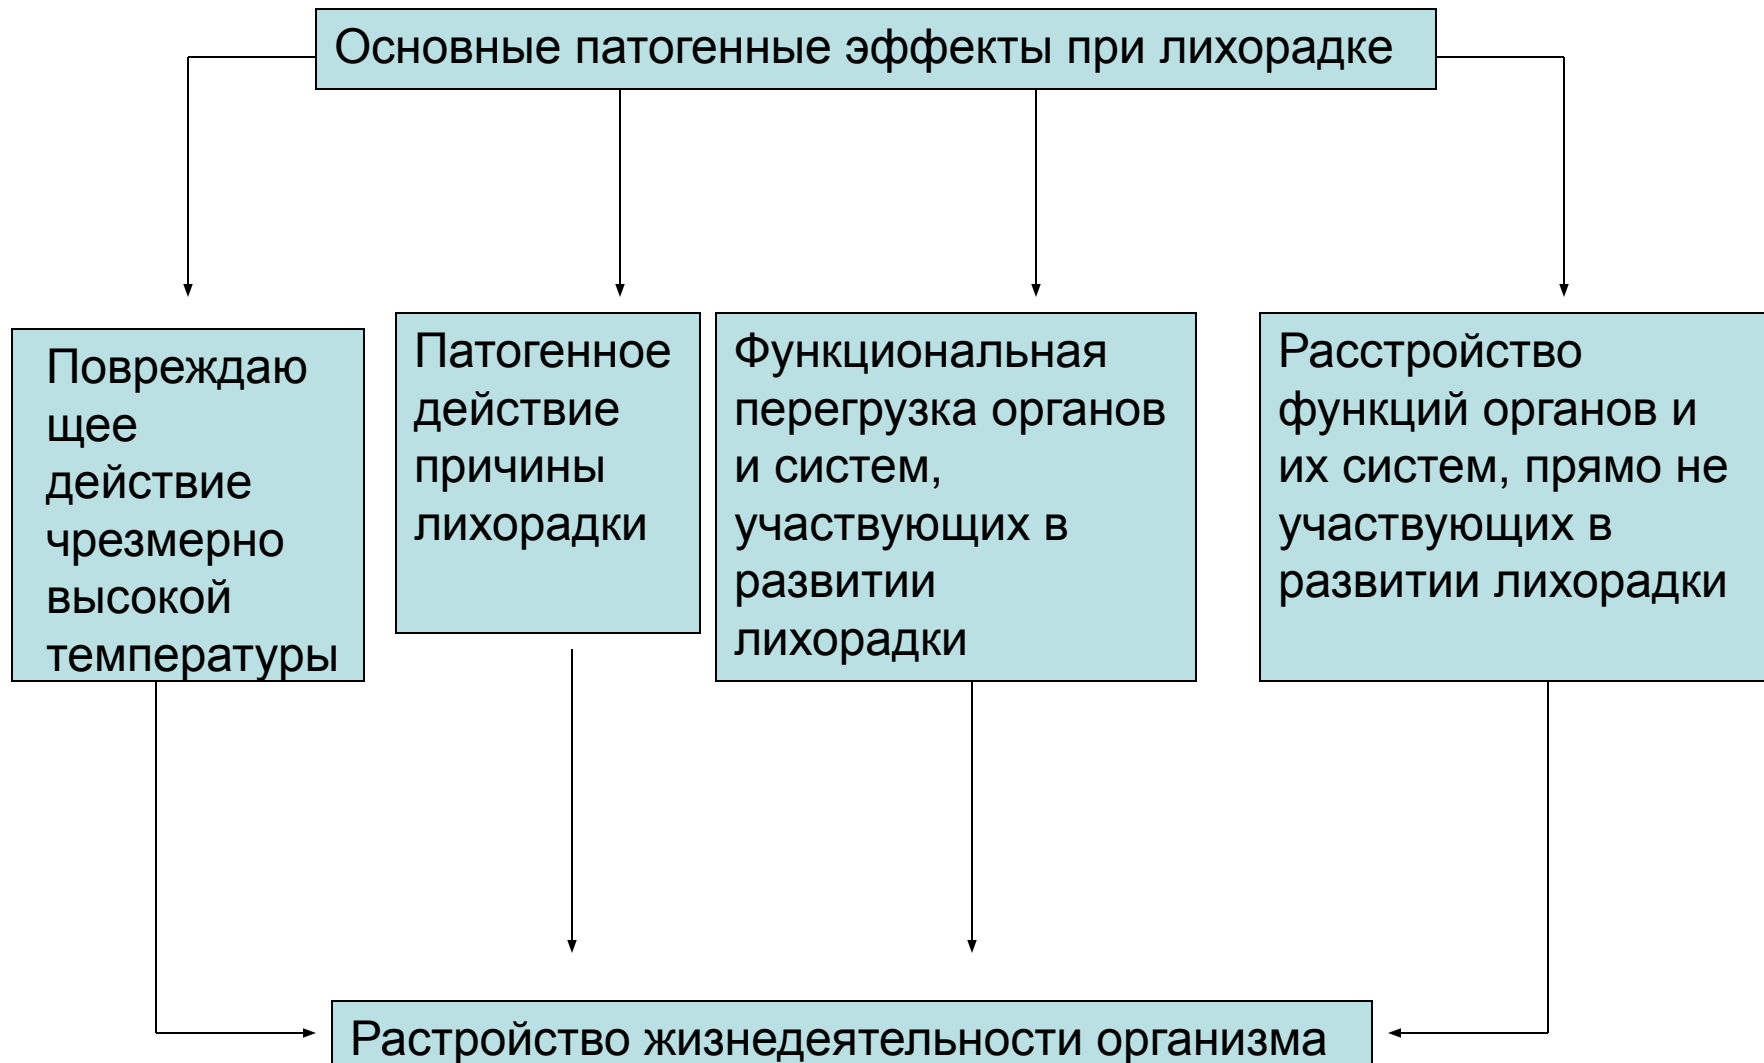 Основные патогенные эффекты при лихорадке
Повреждаю
щее
действие
чрезмерно
высокой
температуры
Патогенное
действие
причины
лихорадки
Функциональная
перегрузка органов
и систем,
участвующих в
развитии
лихорадки
Расстройство
функций органов и
их систем, прямо не
участвующих в
развитии лихорадки
Растройство жизнедеятельности организма